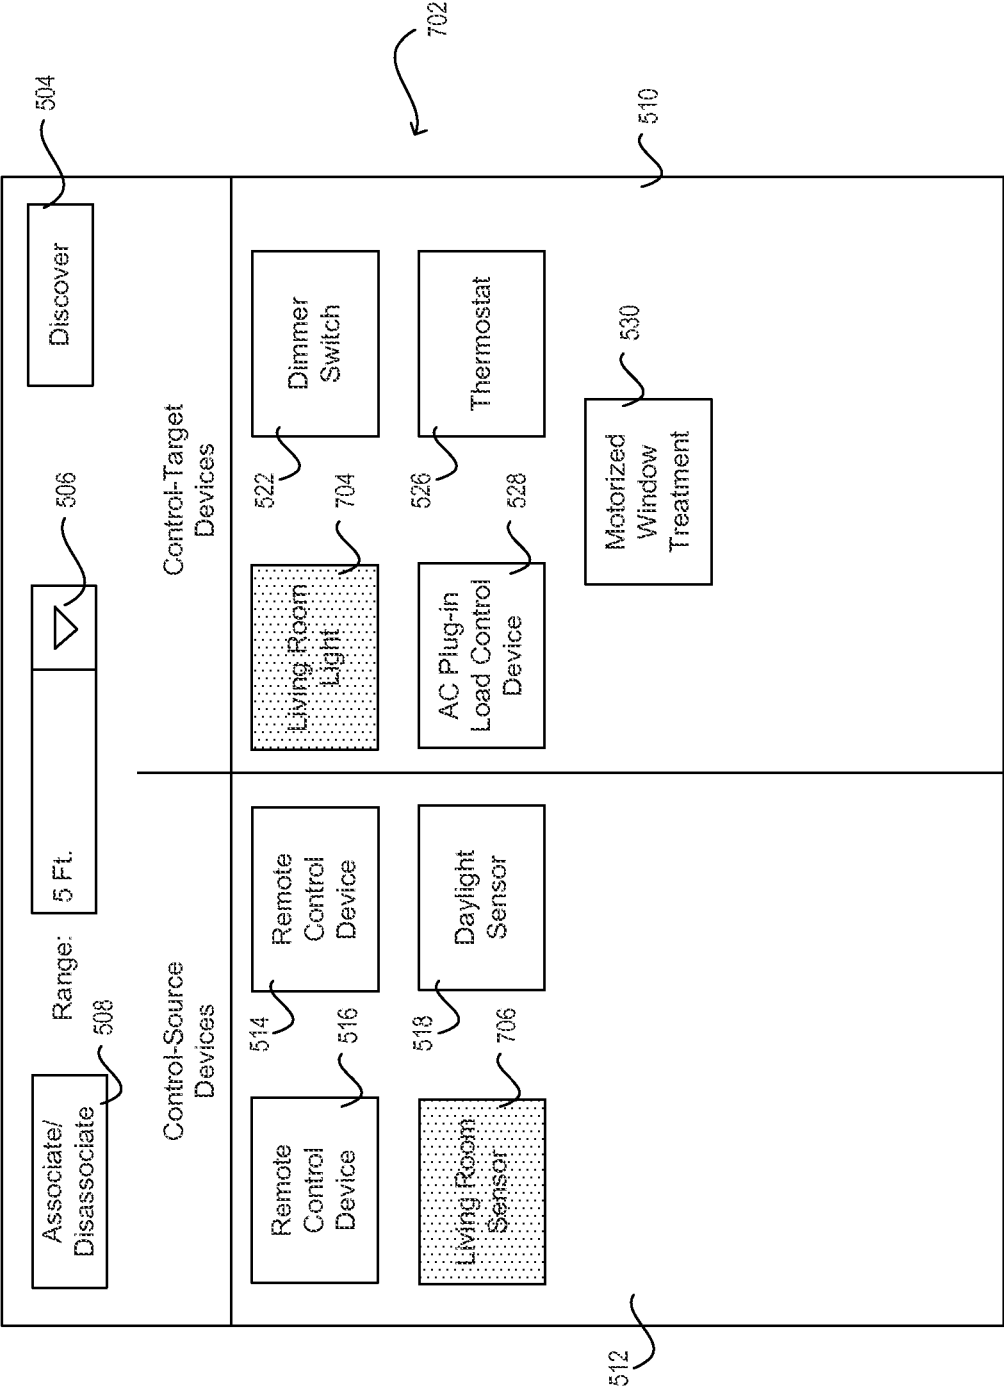 702
Associate/
Disassociate
508
Range:
5 Ft.
506
Discover
504
Control-Source
Devices
Control-Target
Devices
Remote
Control
Device
516
Remote
Control
Device
514
Living Room
Light
704
Dimmer
Switch
522
Living Room
Sensor
706
Daylight
Sensor
518
AC Plug-in
Load Control
Device
528
Thermostat
526
Motorized
Window
Treatment
530
512
510